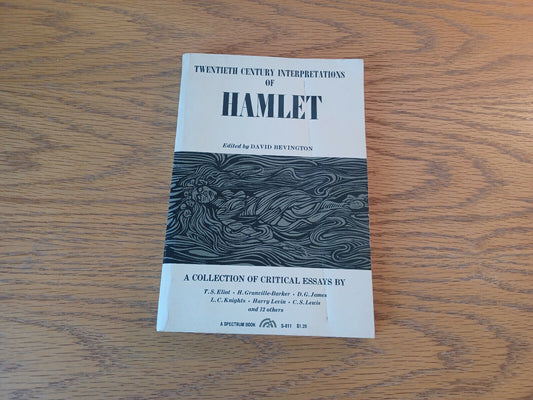 TWENTIETH CENTURY INTERPRETATIONS
OF
HAMLET
Edited by DAVID BEVINGTON
A COLLECTION OF CRITICAL ESSAYS BY
T. S. Eliot • H. Granville-Barker • D. G. James
L. C. Knights • Harry Levin • C. S. Lewis
and 12 others
A SPECTRUM BOOK S-811 $1.25